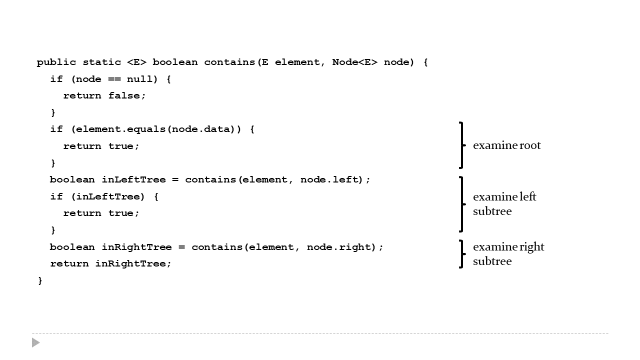 public static <E> boolean contains(E element, Node<E> node) {
if (node == null) {
return false;
}
if (element.equals(node.data)) {
return true;
}
boolean inLeftTree = contains(element, node.left);
if (inLeftTree) {
return true;
}
boolean inRightTree = contains(element, node.right);
return inRightTree;
}
examine root
examine left
subtree
examine right
subtree